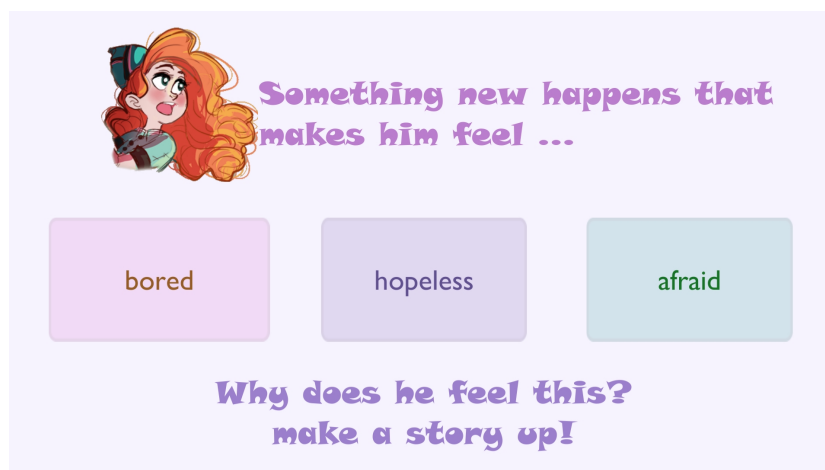 Something new happens that
makes him feel ...
bored
hopeless
afraid
Why does he feel this?
make a story up!